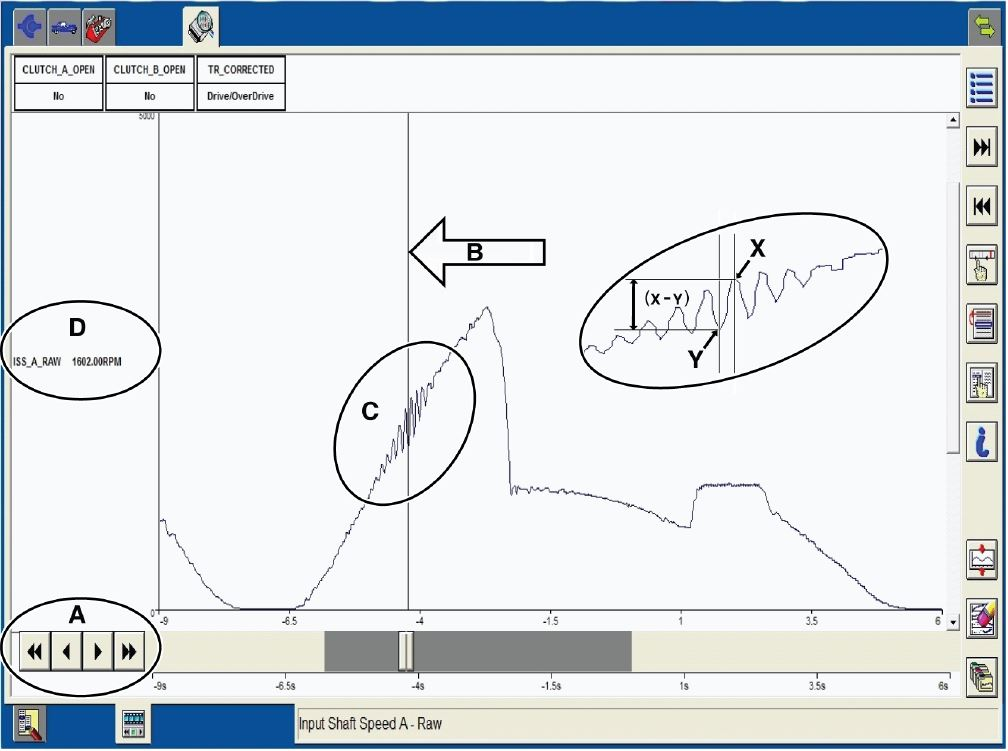 CLUTCH_A_OPEN CLUTCH_B_OPEN TR_CORRECTED
No No Drive/OverDrive
5000
B
X
(X-Y)
Y
D
ISS_A_RAW 1602.00RPM
C
A
0
-9 -6.5 -4 -1.5 1 3.5 6
-9s -6.5s -4s -1.5s 1s 3.5s 6s
Input Shaft Speed A - Raw